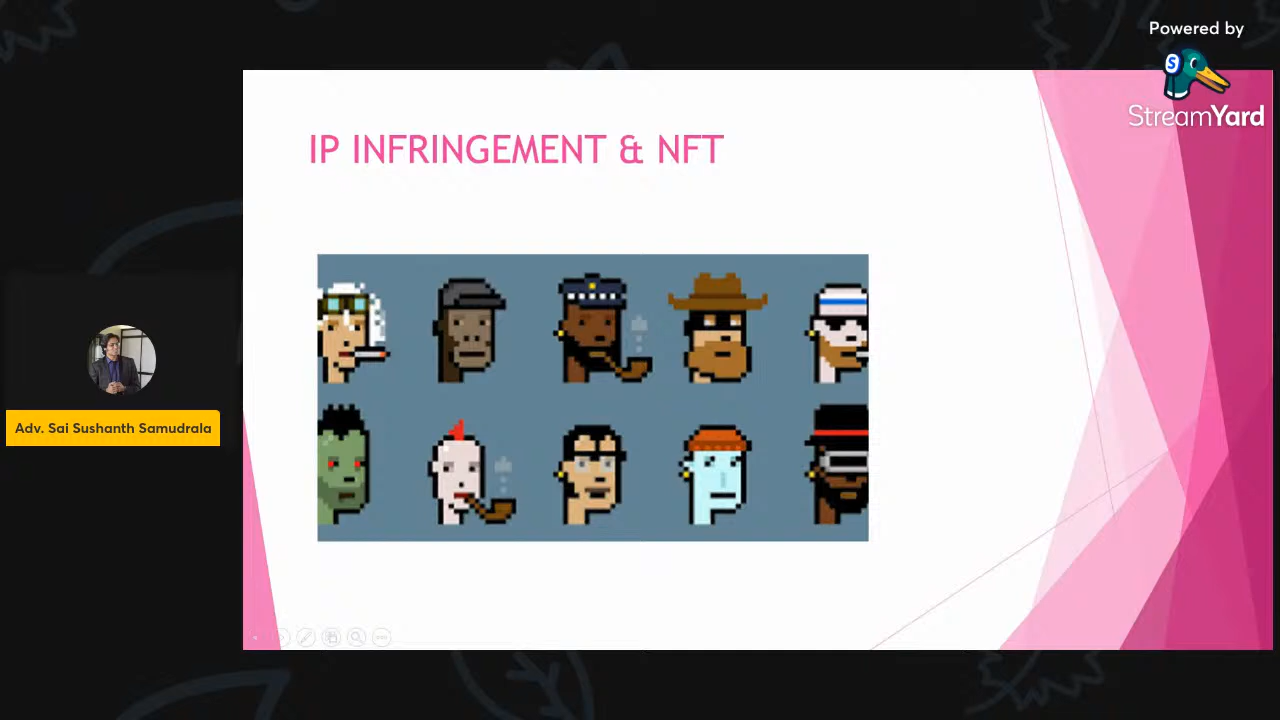 Powered by
S
StreamYard
IP INFRINGEMENT & NFT
Adv. Sai Sushanth Samudrala